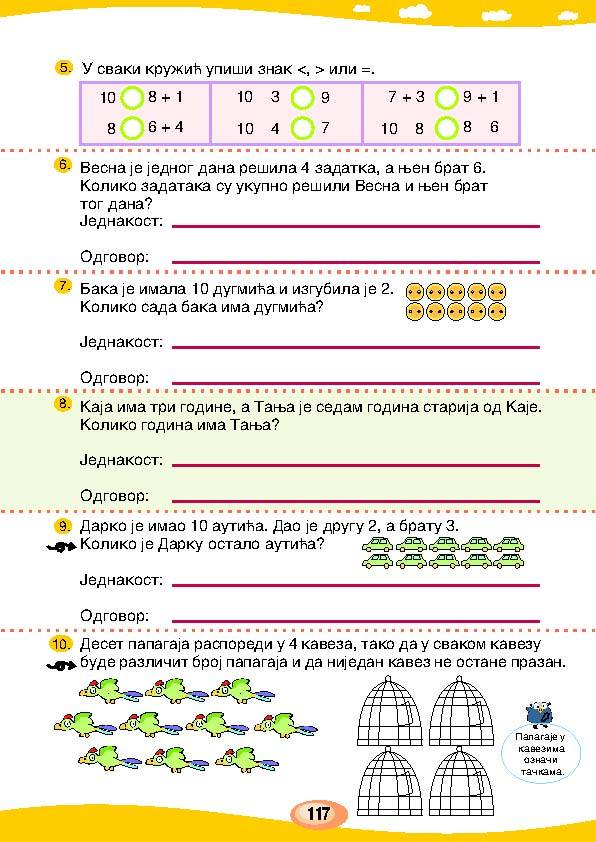 5. У сваки кружић упиши знак <, > или =.
10 8 + 1 10 3 9 7 + 3 9 + 1
8 6 + 4 10 4 7 10 8 8 6
6. Весна је једног дана решила 4 задатка, а њен брат 6.
Колико задатака су укупно решили Весна и њен брат
тог дана?
Једнакост:
Одговор:
7. Бака је имала 10 дугмића и изгубила је 2.
Колико сада бака има дугмића?
Једнакост:
Одговор:
8. Каја има три године, а Тања је седам година старија од Каје.
Колико година има Тања?
Једнакост:
Одговор:
9. Дарко је имао 10 аутића. Дао је другу 2, а брату 3.
Колико је Дарку остало аутића?
Једнакост:
Одговор:
10. Десет папагаја распореди у 4 кавеза, тако да у сваком кавезу
буде различит број папагаја и да ниједан кавез не остане празан.
Папагаје у
кавезима
означи
тачкама.
117